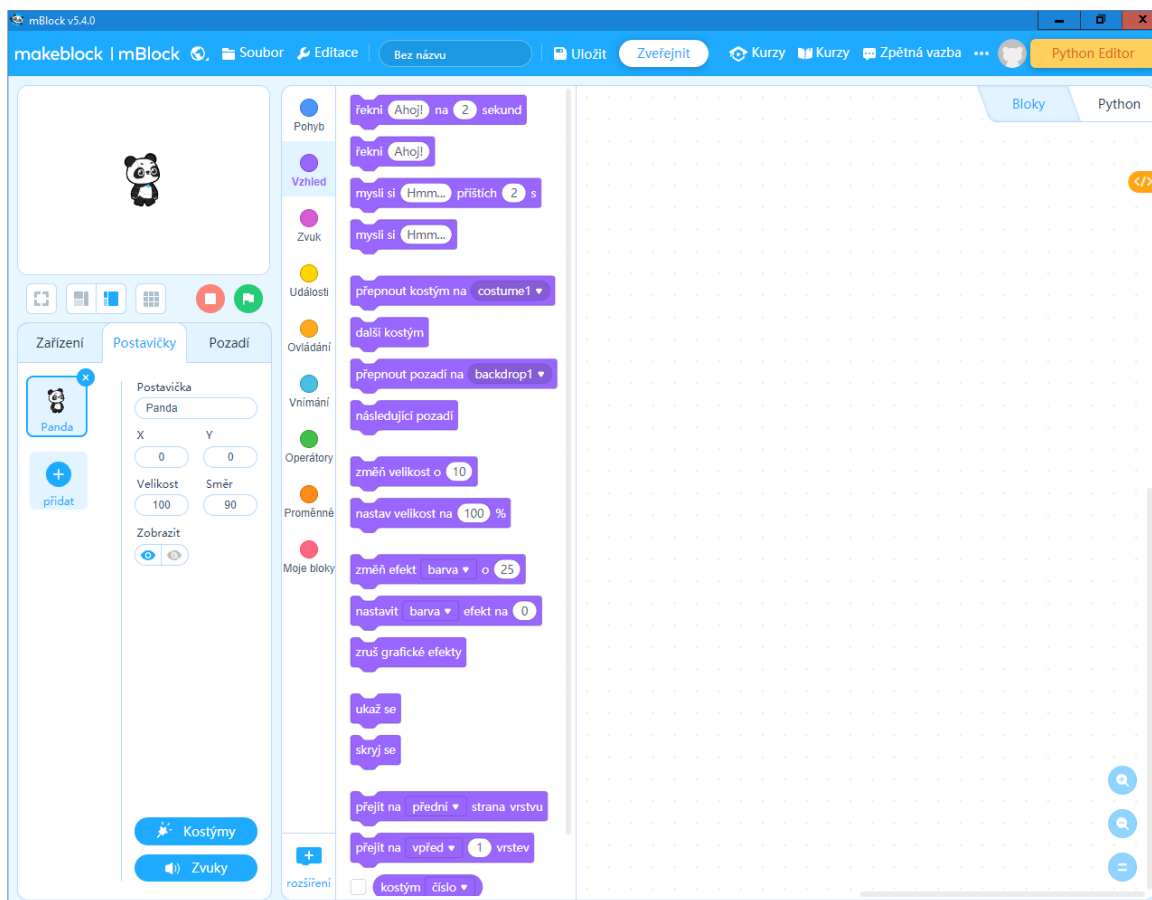 mBlock v5.4.0
makeblock | mBlock Soubor Editace Bez názvu Uložit Zveřejnit Kurzy Kurzy Zpětná vazba ••• Python Editor
Zařízení Postavičky Pozadí
Panda
přidat
Postavička
Panda
X Y
0 0
Velikost Směr
100 90
Zobrazit
Kostýmy
Zvuky
Pohyb
Vzhled
Zvuk
Události
Ovládání
Vnímání
Operátory
Proměnné
Moje bloky
rozšíření
řekni Ahoj! na 2 sekund
řekni Ahoj!
mysli si Hmm... příštích 2 s
mysli si Hmm...
přepnout kostým na costume1
další kostým
přepnout pozadí na backdrop1
následující pozadí
změň velikost o 10
nastav velikost na 100 %
změň efekt barva o 25
nastavit barva efekt na 0
zruš grafické efekty
ukaž se
skryj se
přejít na přední strana vrstvu
přejít na vpřed 1 vrstev
kostým číslo
Bloky Python
</>